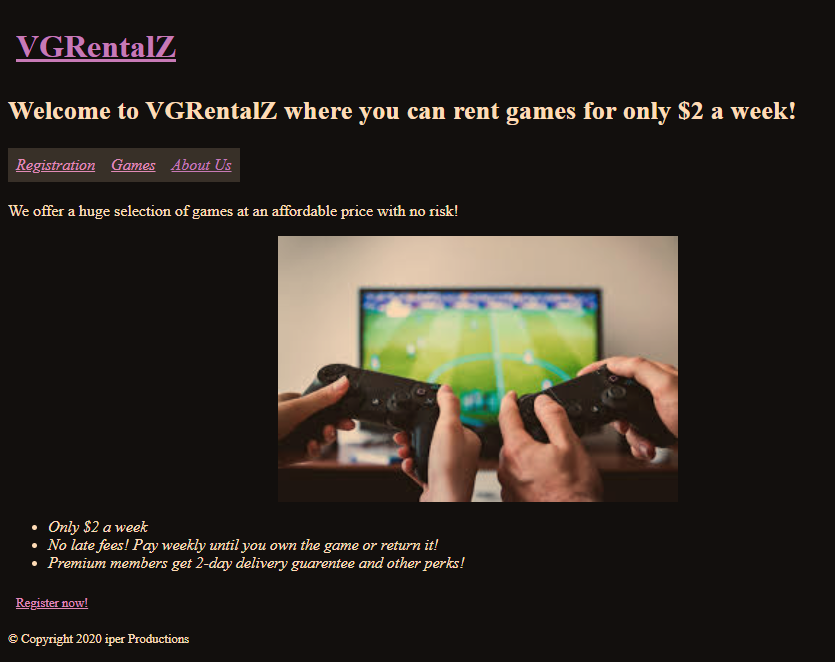 VGRentalZ
Welcome to VGRentalZ where you can rent games for only $2 a week!
Registration Games About Us
We offer a huge selection of games at an affordable price with no risk!
Only $2 a week
No late fees! Pay weekly until you own the game or return it!
Premium members get 2-day delivery guarentee and other perks!
Register now!
© Copyright 2020 iper Productions